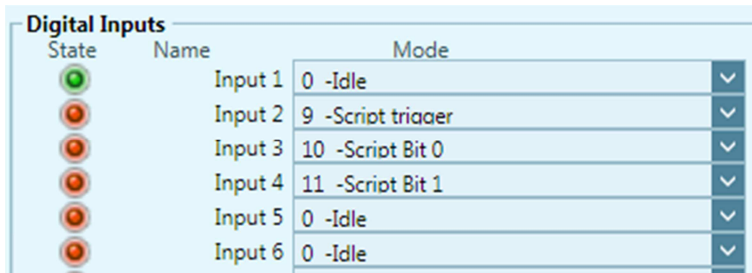 Digital Inputs
State Name Mode
Input 1 0 -Idle
Input 2 9 -Script trigger
Input 3 10 -Script Bit 0
Input 4 11 -Script Bit 1
Input 5 0 -Idle
Input 6 0 -Idle